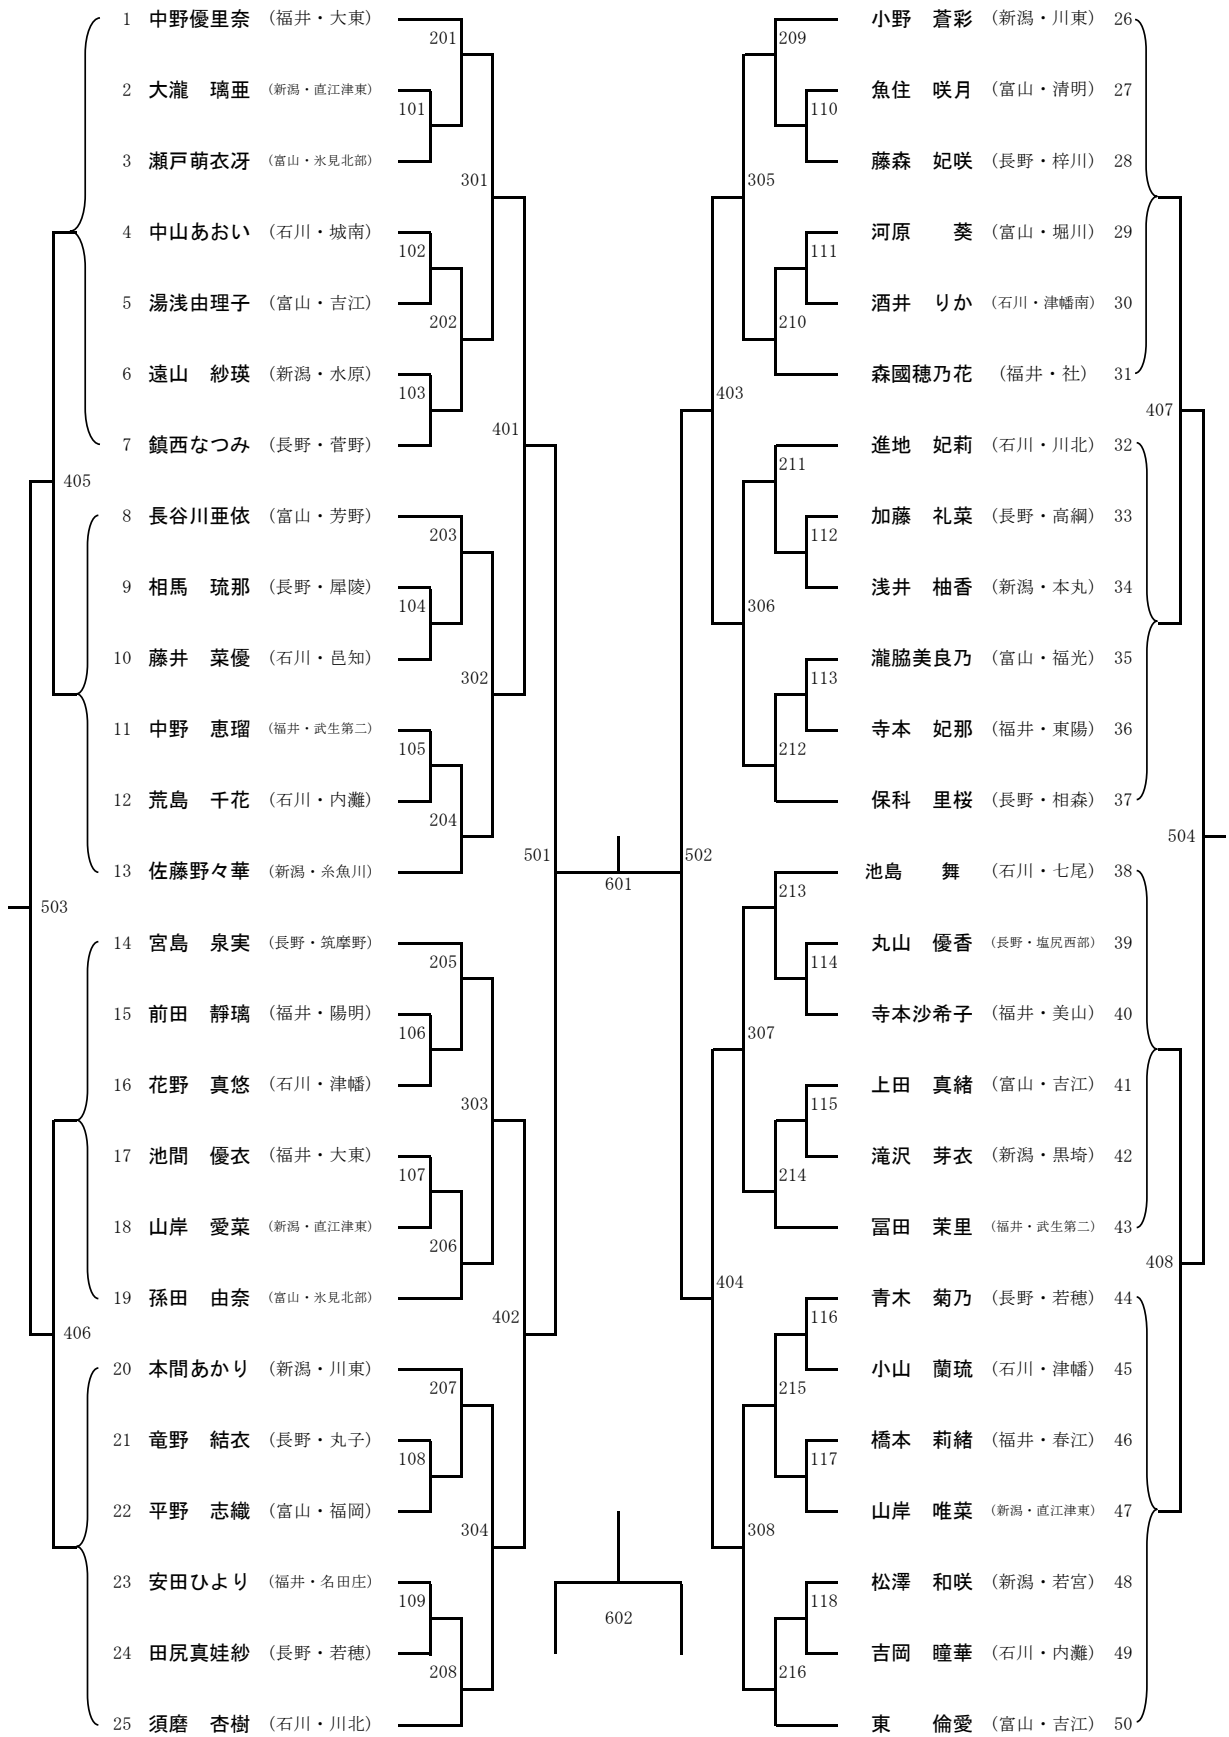 1 中野優里奈 (福井・大東)
2 大瀧 璃亜 (新潟・直江津東)
3 瀬戸萌衣冴 (富山・氷見北部)
4 中山あおい (石川・城南)
5 湯浅由理子 (富山・吉江)
6 遠山 紗瑛 (新潟・水原)
7 鎮西なつみ (長野・菅野)
8 長谷川亜依 (富山・芳野)
9 相馬 琉那 (長野・犀陵)
10 藤井 菜優 (石川・邑知)
11 中野 恵瑠 (福井・武生第二)
12 荒島 千花 (石川・内灘)
13 佐藤野々華 (新潟・糸魚川)
14 宮島 泉実 (長野・筑摩野)
15 前田 靜璃 (福井・陽明)
16 花野 真悠 (石川・津幡)
17 池間 優衣 (福井・大東)
18 山岸 愛菜 (新潟・直江津東)
19 孫田 由奈 (富山・氷見北部)
20 本間あかり (新潟・川東)
21 竜野 結衣 (長野・丸子)
22 平野 志織 (富山・福岡)
23 安田ひより (福井・名田庄)
24 田尻真娃紗 (長野・若穂)
25 須磨 杏樹 (石川・川北)
201
101
301
102
202
103
401
405
203
104
302
105
204
501
503
205
106
303
107
206
402
406
207
108
304
109
208
601
602
小野 蒼彩 (新潟・川東) 26
魚住 咲月 (富山・清明) 27
藤森 妃咲 (長野・梓川) 28
河原 葵 (富山・堀川) 29
酒井 りか (石川・津幡南) 30
森國穂乃花 (福井・社) 31
進地 妃莉 (石川・川北) 32
加藤 礼菜 (長野・高綱) 33
浅井 柚香 (新潟・本丸) 34
瀧脇美良乃 (富山・福光) 35
寺本 妃那 (福井・東陽) 36
保科 里桜 (長野・相森) 37
池島 舞 (石川・七尾) 38
丸山 優香 (長野・塩尻西部) 39
寺本沙希子 (福井・美山) 40
上田 真緒 (富山・吉江) 41
滝沢 芽衣 (新潟・黒埼) 42
冨田 茉里 (福井・武生第二) 43
青木 菊乃 (長野・若穂) 44
小山 蘭琉 (石川・津幡) 45
橋本 莉緒 (福井・春江) 46
山岸 唯菜 (新潟・直江津東) 47
松澤 和咲 (新潟・若宮) 48
吉岡 瞳華 (石川・内灘) 49
東 倫愛 (富山・吉江) 50
209
110
305
111
210
403
407
211
112
306
113
212
504
502
213
114
307
115
214
408
404
116
215
117
308
118
216